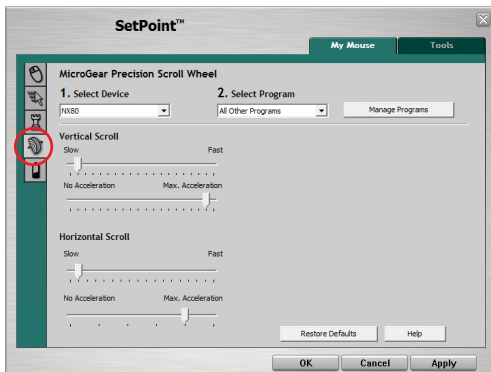 SetPoint™
My Mouse Tools
MicroGear Precision Scroll Wheel
1. Select Device 2. Select Program
NX80 All Other Programs Manage Programs
Vertical Scroll
Slow Fast
No Acceleration Max. Acceleration
Horizontal Scroll
Slow Fast
No Acceleration Max. Acceleration
Restore Defaults Help
OK Cancel Apply